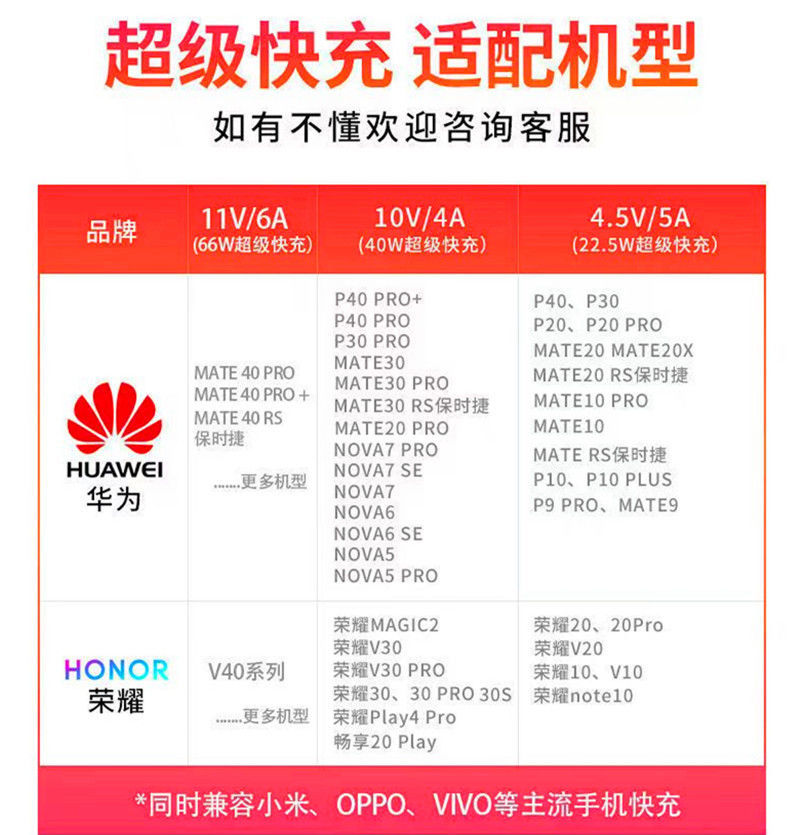 超级快充 适配机型
如有不懂欢迎咨询客服
品牌
11V/6A
(66W超级快充)
10V/4A
(40W超级快充)
4.5V/5A
(22.5W超级快充)
HUAWEI
华为
MATE 40 PRO
MATE 40 PRO +
MATE 40 RS
保时捷
.......更多机型
P40 PRO+
P40 PRO
P30 PRO
MATE30
MATE30 PRO
MATE30 RS保时捷
MATE20 PRO
NOVA7 PRO
NOVA7 SE
NOVA7
NOVA6
NOVA6 SE
NOVA5
NOVA5 PRO
P40、P30
P20、P20 PRO
MATE20 MATE20X
MATE20 RS保时捷
MATE10 PRO
MATE10
MATE RS保时捷
P10、P10 PLUS
P9 PRO、MATE9
HONOR
荣耀
V40系列
.......更多机型
荣耀MAGIC2
荣耀V30
荣耀V30 PRO
荣耀30、30 PRO 30S
荣耀Play4 Pro
畅享20 Play
荣耀20、20Pro
荣耀V20
荣耀10、V10
荣耀note10
*同时兼容小米、OPPO、VIVO等主流手机快充